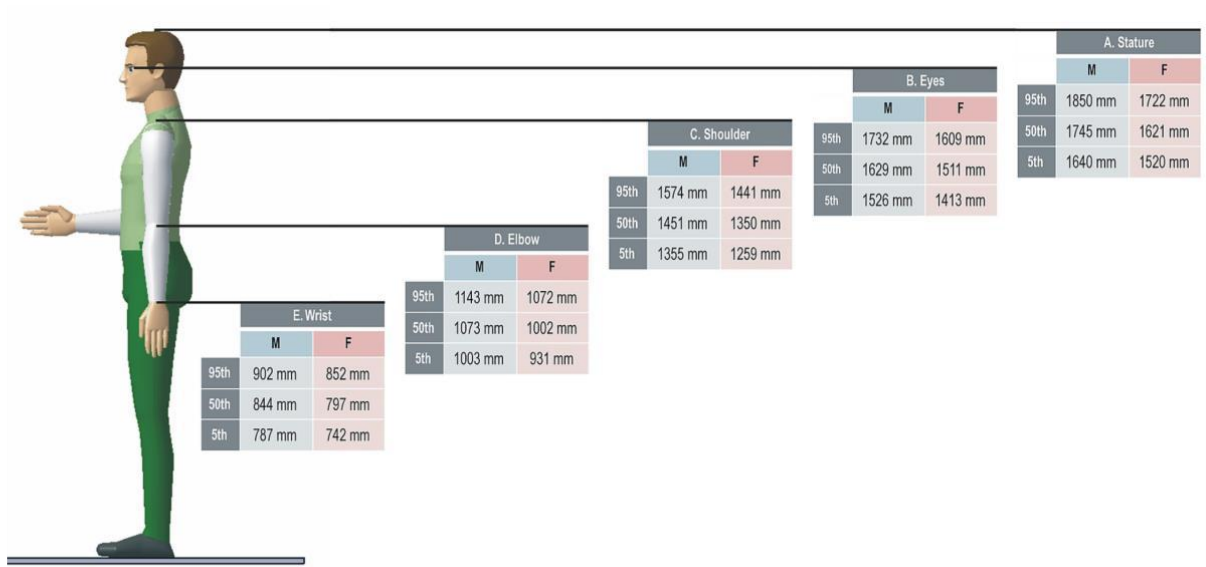 A. Stature
M F
95th 1850 mm 1722 mm
50th 1745 mm 1621 mm
5th 1640 mm 1520 mm
B. Eyes
M F
95th 1732 mm 1609 mm
50th 1629 mm 1511 mm
5th 1526 mm 1413 mm
C. Shoulder
M F
95th 1574 mm 1441 mm
50th 1451 mm 1350 mm
5th 1355 mm 1259 mm
D. Elbow
M F
95th 1143 mm 1072 mm
50th 1073 mm 1002 mm
5th 1003 mm 931 mm
E. Wrist
M F
95th 902 mm 852 mm
50th 844 mm 797 mm
5th 787 mm 742 mm